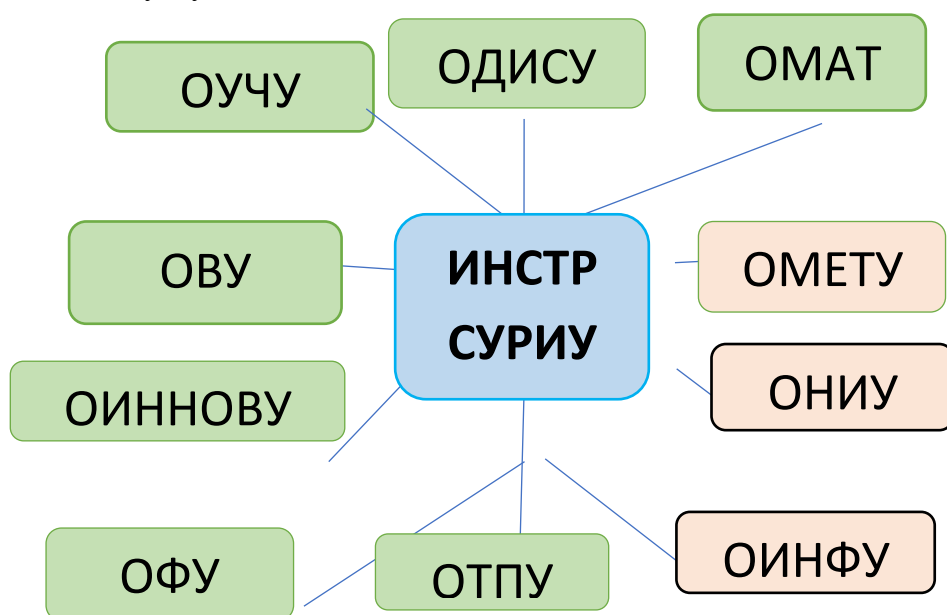 ОУЧУ
ОДИСУ
ОМАТ
ОВУ
ИНСТР
СУРИУ
ОМЕТУ
ОИННОВУ
ОНИУ
ОФУ
ОТПУ
ОИНФУ